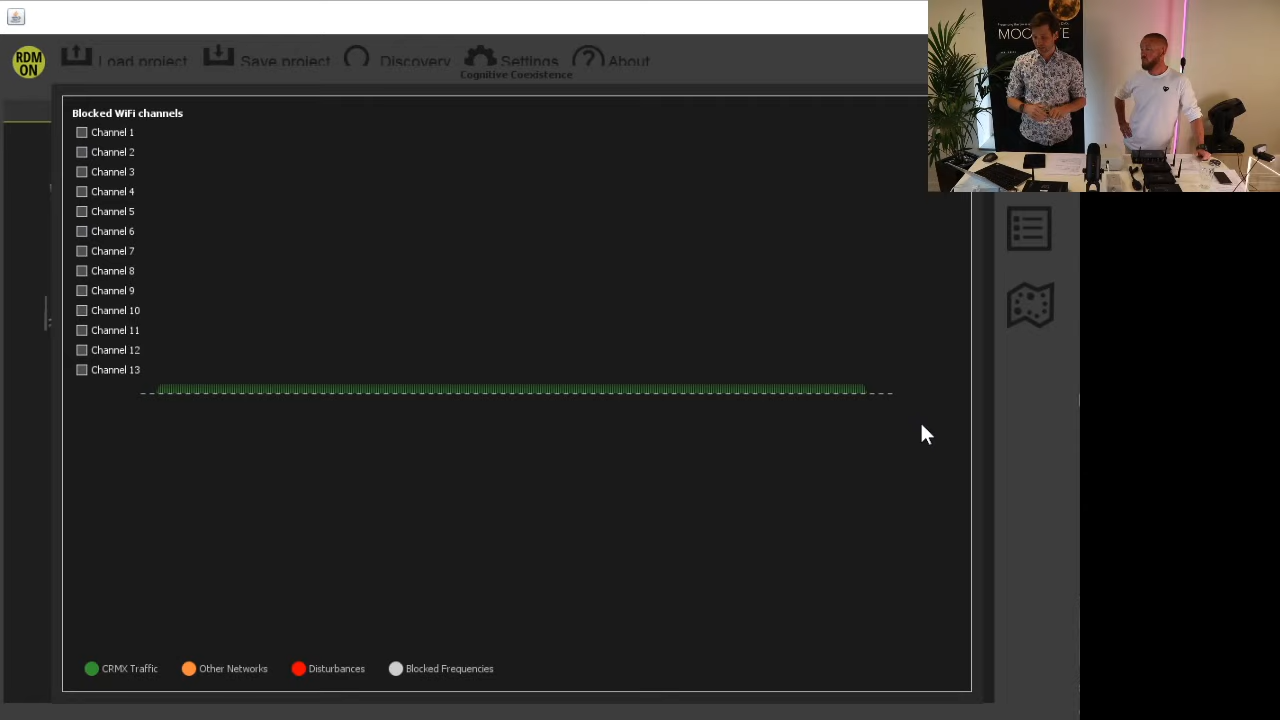 RDM
ON
Load project
Save project
Discovery
Settings
About
Cognitive Coexistence
Blocked WiFi channels
Channel 1
Channel 2
Channel 3
Channel 4
Channel 5
Channel 6
Channel 7
Channel 8
Channel 9
Channel 10
Channel 11
Channel 12
Channel 13
CRMX Traffic
Other Networks
Disturbances
Blocked Frequencies